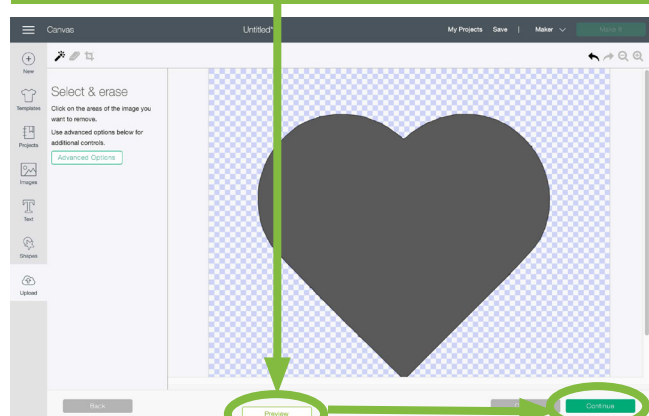 Canvas
Untitled*
My Projects Save | Maker
Make It
New
Templates
Projects
Images
Text
Shapes
Upload
Select & erase
Click on the areas of the image you
want to remove.
Use advanced options below for
additional controls.
Advanced Options
Back
Preview
Continue